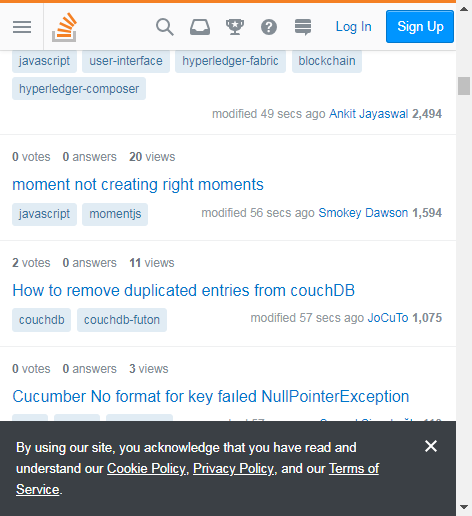 Log In Sign Up
javascript user-interface hyperledger-fabric blockchain
hyperledger-composer
modified 49 secs ago Ankit Jayaswal 2,494
0 votes 0 answers 20 views
moment not creating right moments
javascript momentjs modified 56 secs ago Smokey Dawson 1,594
2 votes 0 answers 11 views
How to remove duplicated entries from couchDB
couchdb couchdb-futon modified 57 secs ago JoCuTo 1,075
0 votes 0 answers 3 views
Cucumber No format for key faıled NullPointerException
By using our site, you acknowledge that you have read and
understand our Cookie Policy, Privacy Policy, and our Terms of
Service.